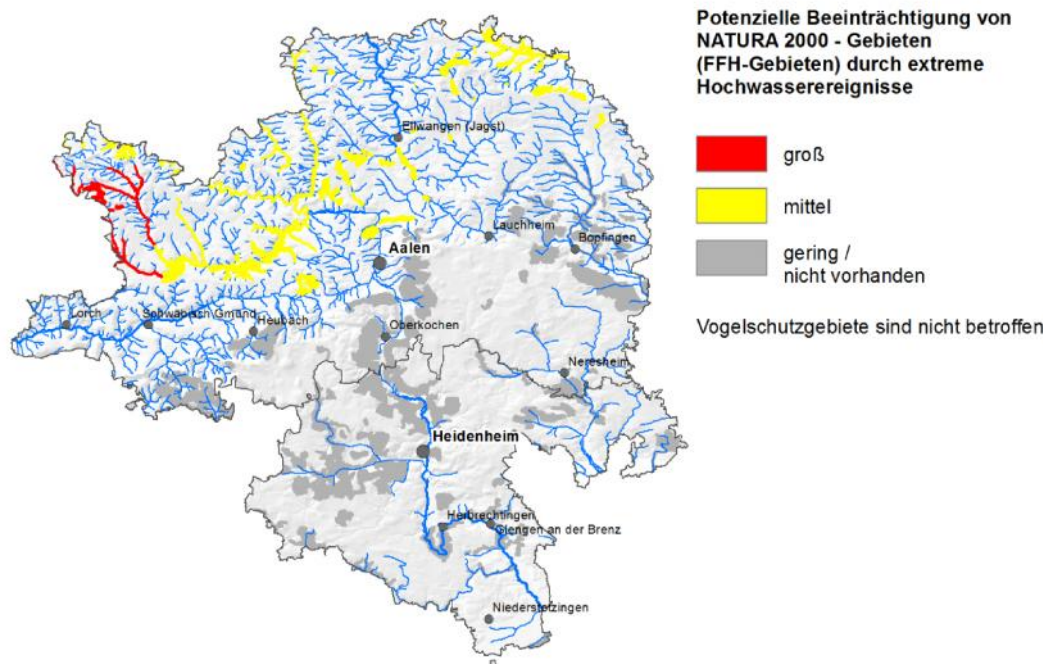 Potenzielle Beeinträchtigung von
NATURA 2000 - Gebieten
(FFH-Gebieten) durch extreme
Hochwasserereignisse
groß
mittel
gering /
nicht vorhanden
Vogelschutzgebiete sind nicht betroffen
Ellwangen (Jagst)
Lauchheim
Bopfingen
Aalen
Lorch
Schwäbisch Gmünd
Heubach
Oberkochen
Neresheim
Heidenheim
Herbrechtingen
Giengen an der Brenz
Niederstotzingen